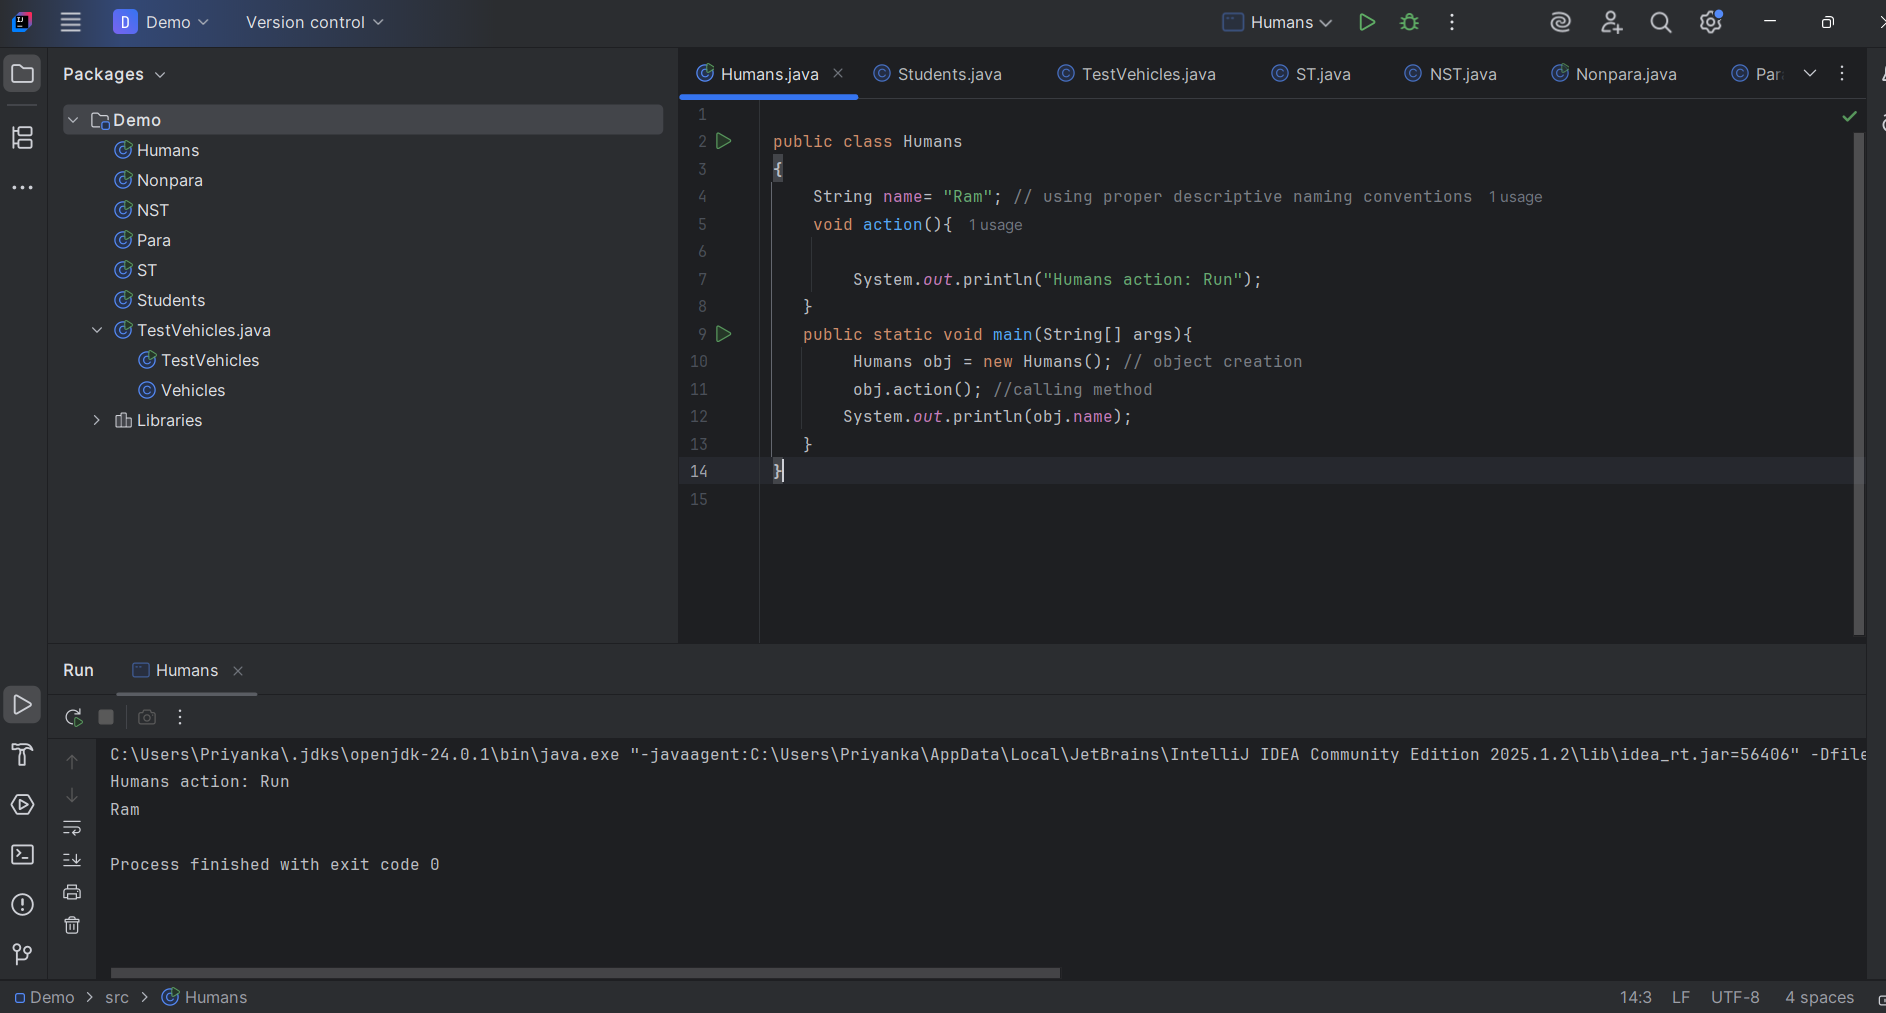 D Demo Version control Humans
Packages
Demo
Humans
Nonpara
NST
Para
ST
Students
TestVehicles.java
TestVehicles
Vehicles
Libraries
Humans.java Students.java TestVehicles.java ST.java NST.java Nonpara.java
1
2 public class Humans
3 {
4 String name= "Ram"; // using proper descriptive naming conventions 1 usage
5 void action(){ 1 usage
6
7 System.out.println("Humans action: Run");
8 }
9 public static void main(String[] args){
10 Humans obj = new Humans(); // object creation
11 obj.action(); //calling method
12 System.out.println(obj.name);
13 }
14 }
15
Run Humans
C:\Users\Priyanka\.jdks\openjdk-24.0.1\bin\java.exe "-javaagent:C:\Users\Priyanka\AppData\Local\JetBrains\IntelliJ IDEA Community Edition 2025.1.2\lib\idea_rt.jar=56406" -Dfile
Humans action: Run
Ram
Process finished with exit code 0
Demo > src > Humans 14:3 LF UTF-8 4 spaces